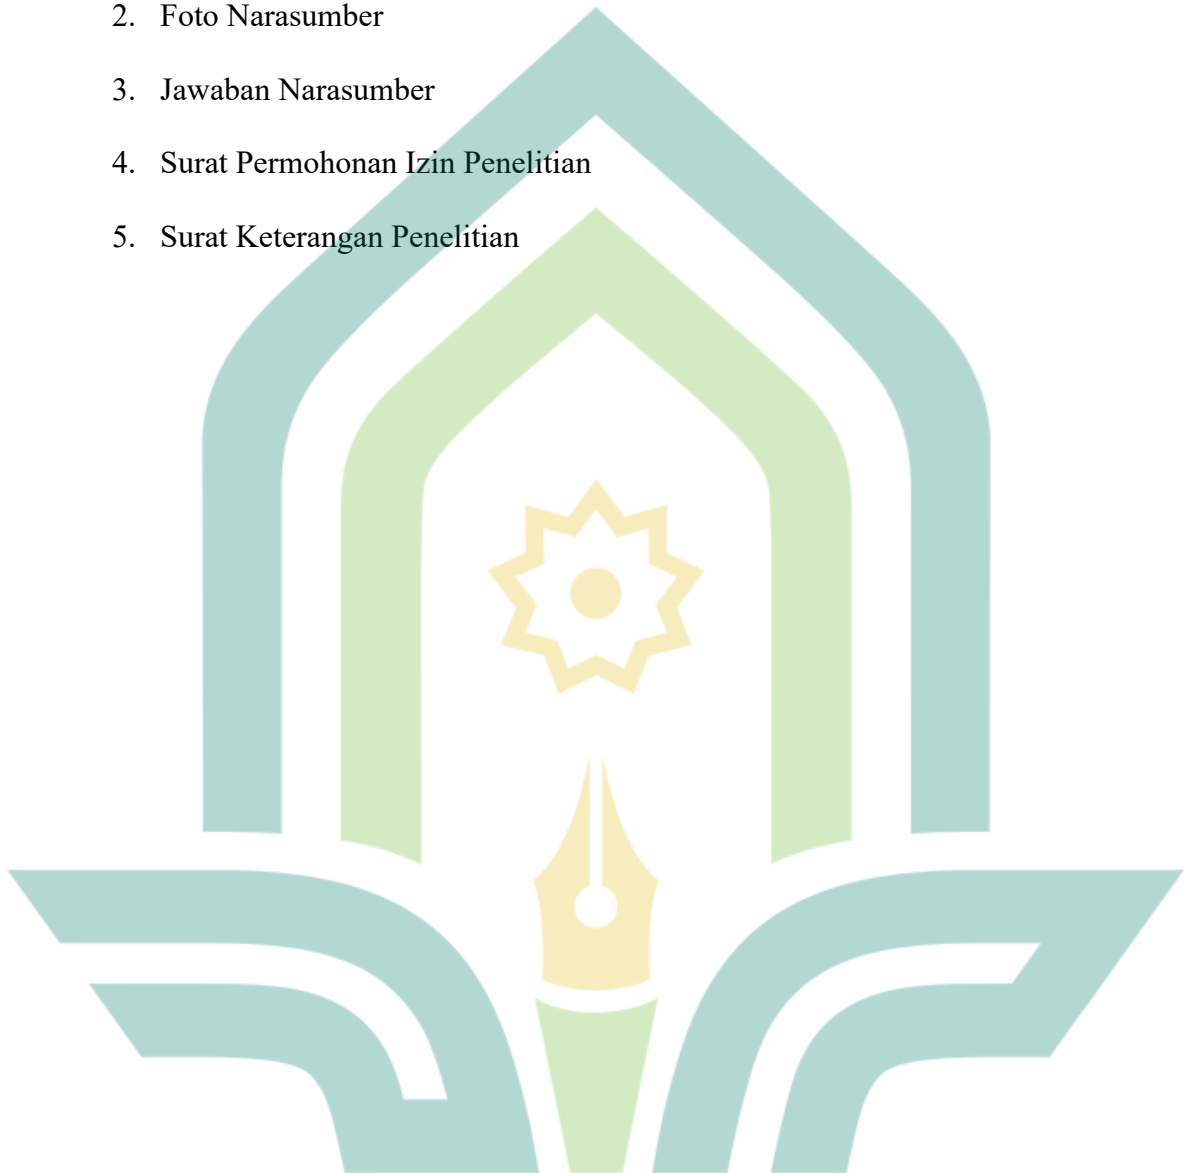 2. Foto Narasumber
3. Jawaban Narasumber
4. Surat Permohonan Izin Penelitian
5. Surat Keterangan Penelitian